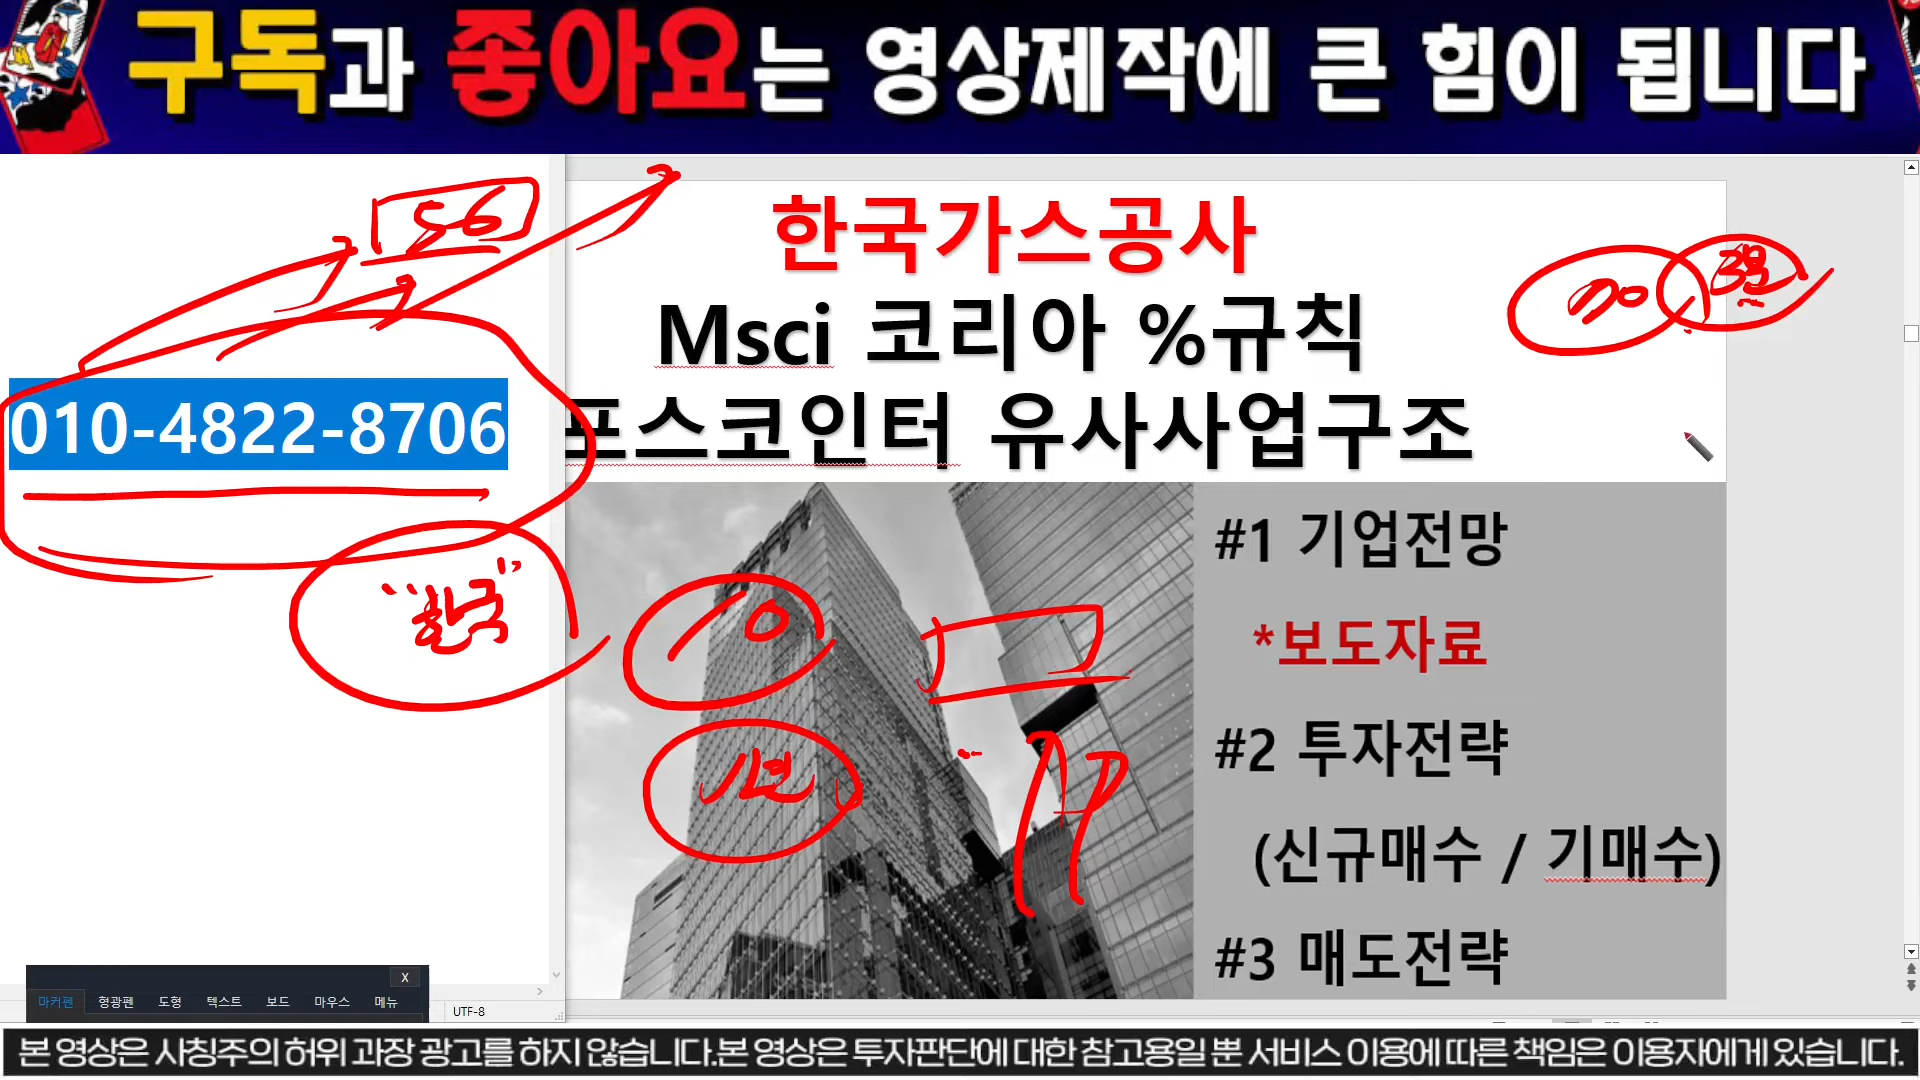 구독과 좋아요는 영상제작에 큰 힘이 됩니다
56
한국가스공사
Msci 코리아 %규칙
포스코인터 유사사업구조
010-4822-8706
"한국"
10
#1 기업전망
*보도자료
#2 투자전략
(신규매수 / 기매수)
#3 매도전략
X
마커펜 형광펜 도형 텍스트 보드 마우스 메뉴
UTF-8
본 영상은 사칭주의 허위 과장 광고를 하지 않습니다.본 영상은 투자판단에 대한 참고용일 뿐 서비스 이용에 따른 책임은 이용자에게 있습니다.